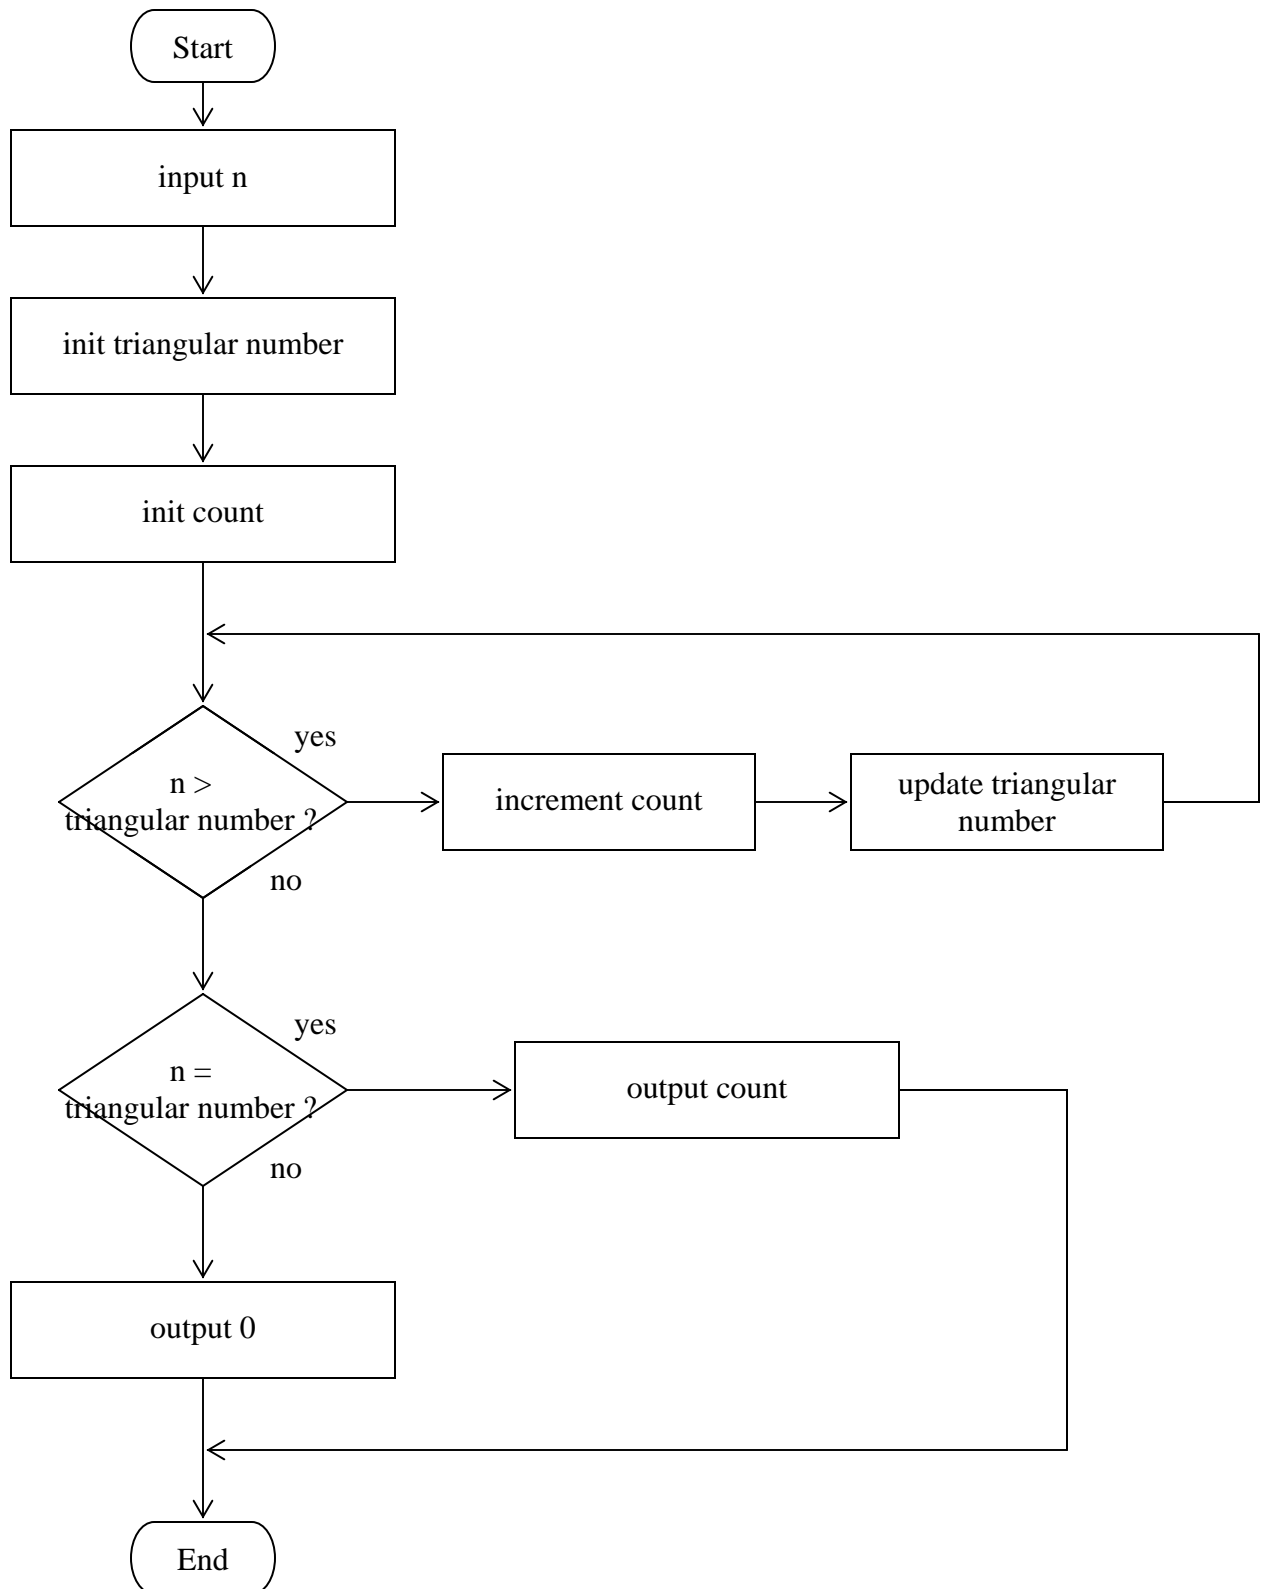 Start
input n
init triangular number
init count
yes
n >
triangular number ?
increment count
update triangular
number
no
yes
n =
triangular number ?
output count
no
output 0
End